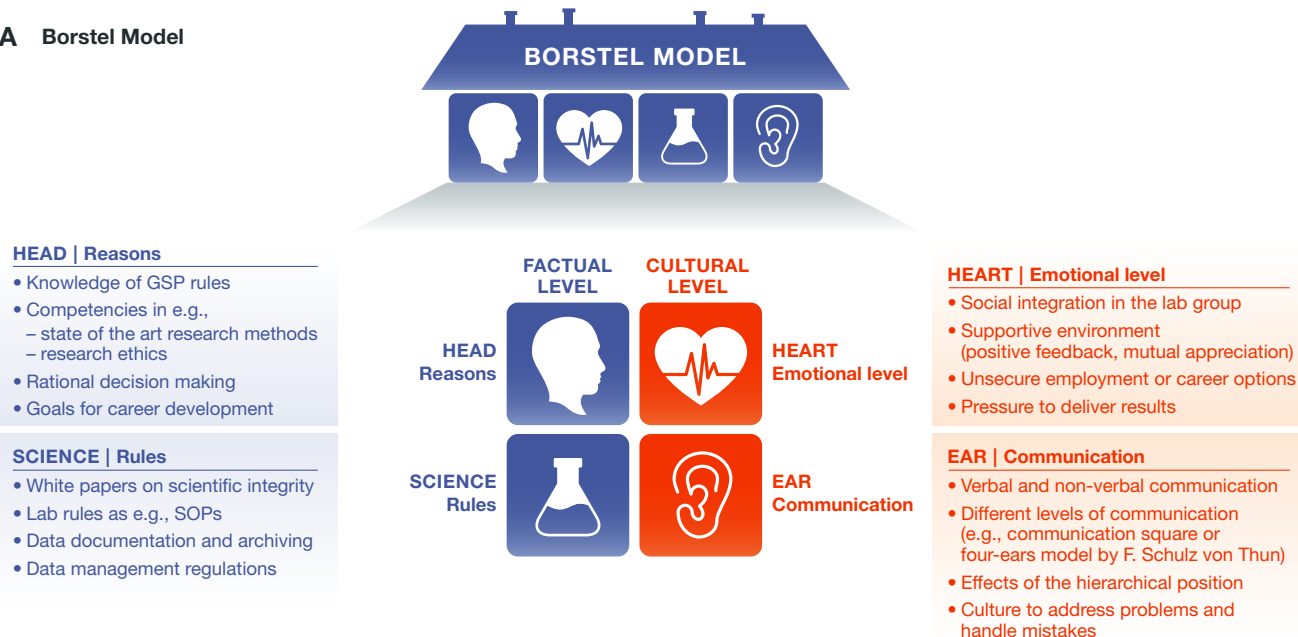 A Borstel Model
BORSTEL MODEL
HEAD | Reasons
• Knowledge of GSP rules
• Competencies in e.g.,
– state of the art research methods
– research ethics
• Rational decision making
• Goals for career development
SCIENCE | Rules
• White papers on scientific integrity
• Lab rules as e.g., SOPs
• Data documentation and archiving
• Data management regulations
FACTUAL
LEVEL
CULTURAL
LEVEL
HEAD
Reasons
HEART
Emotional level
SCIENCE
Rules
EAR
Communication
HEART | Emotional level
• Social integration in the lab group
• Supportive environment
(positive feedback, mutual appreciation)
• Unsecure employment or career options
• Pressure to deliver results
EAR | Communication
• Verbal and non-verbal communication
• Different levels of communication
(e.g., communication square or
four-ears model by F. Schulz von Thun)
• Effects of the hierarchical position
• Culture to address problems and
handle mistakes